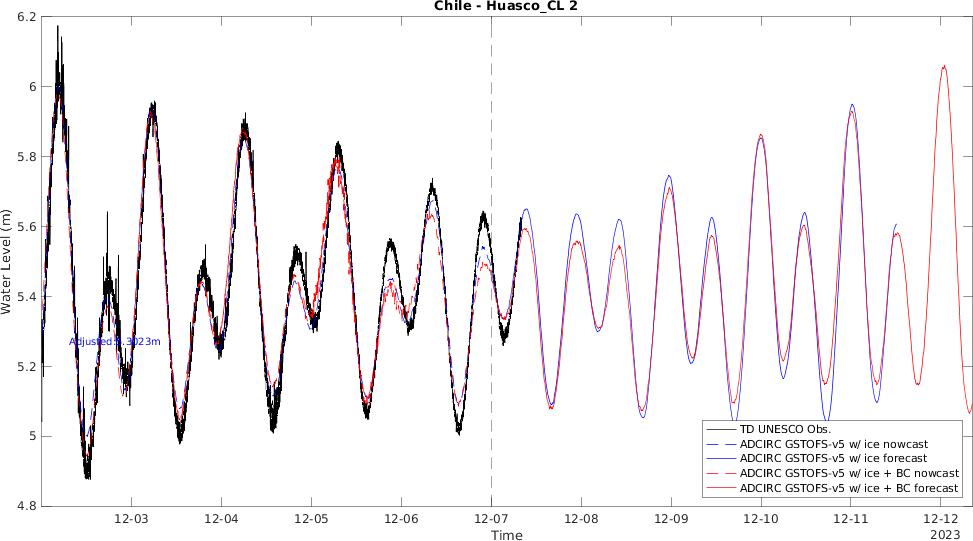 Chile - Huasco_CL 2
6.2
6
5.8
5.6
5.4
5.2
5
4.8
Water Level (m)
Adjusted:5.3023m
TD UNESCO Obs.
ADCIRC GSTOFS-v5 w/ ice nowcast
ADCIRC GSTOFS-v5 w/ ice forecast
ADCIRC GSTOFS-v5 w/ ice + BC nowcast
ADCIRC GSTOFS-v5 w/ ice + BC forecast
12-03 12-04 12-05 12-06 12-07 12-08 12-09 12-10 12-11 12-12
Time
2023